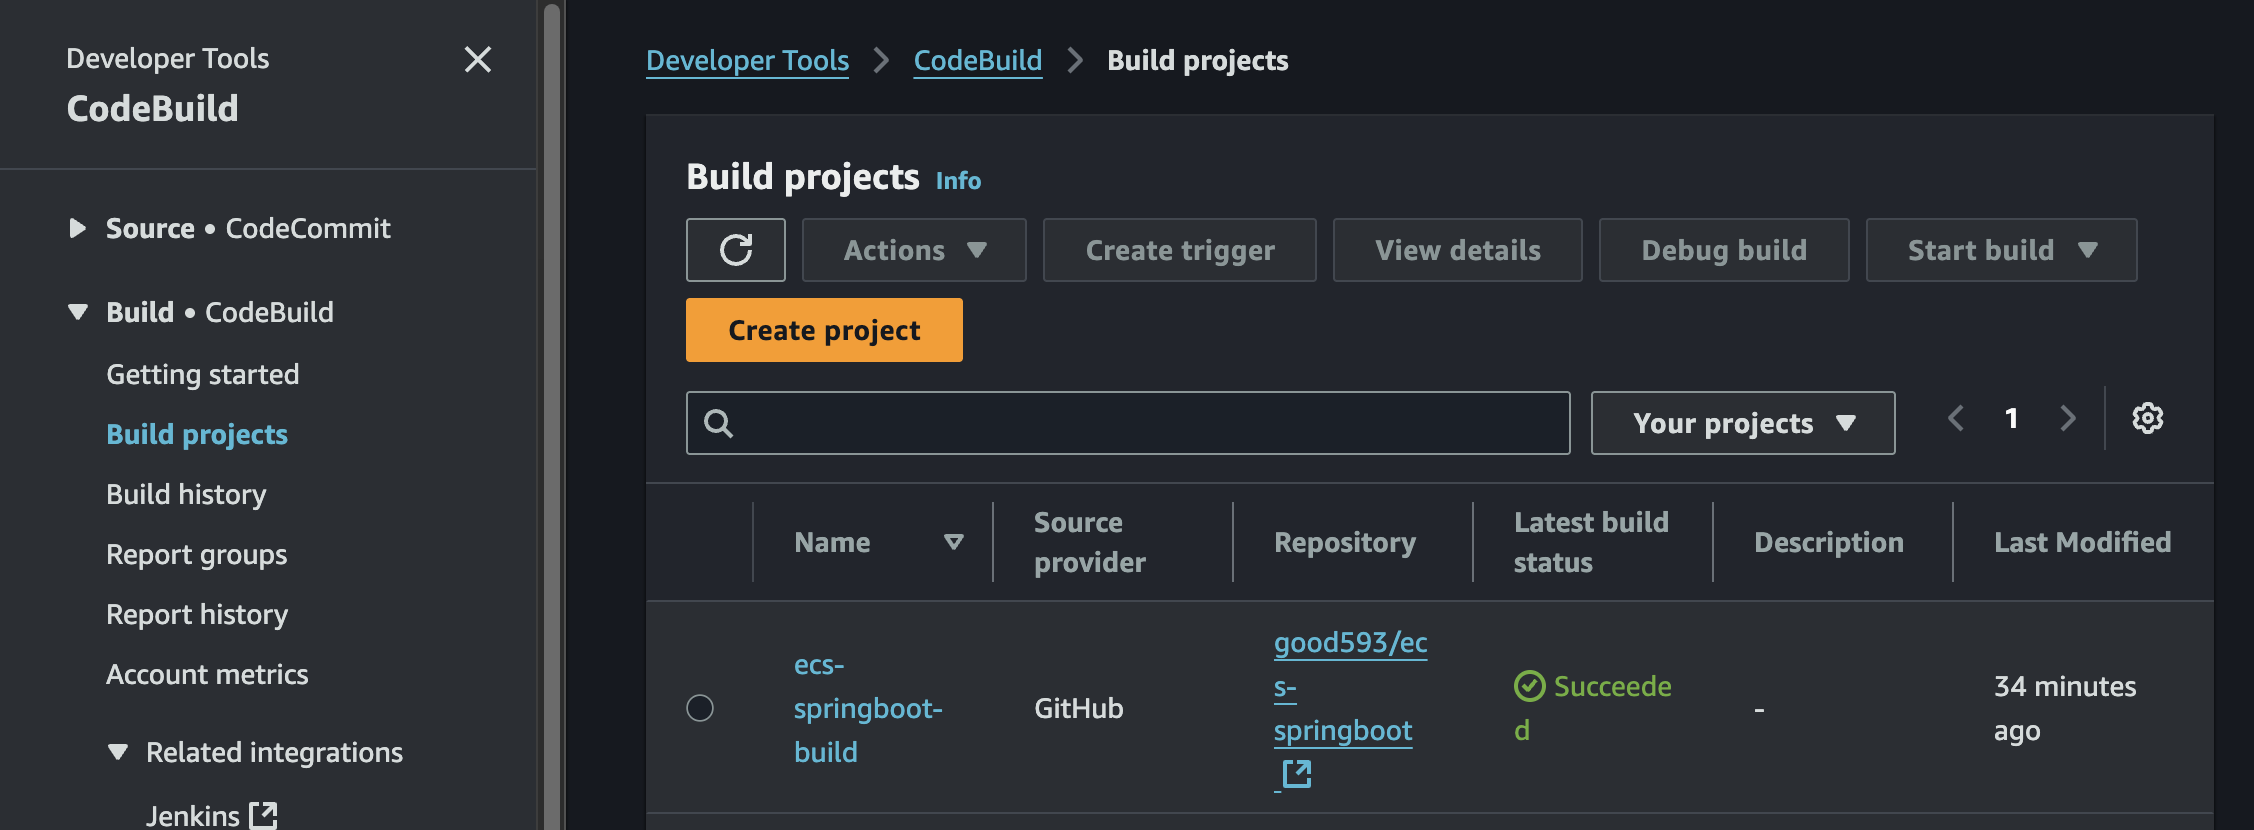 Developer Tools
CodeBuild
Source • CodeCommit
Build • CodeBuild
Getting started
Build projects
Build history
Report groups
Report history
Account metrics
Related integrations
Jenkins
Developer Tools > CodeBuild > Build projects
Build projects Info
Actions Create trigger View details Debug build Start build
Create project
Your projects 1
Name
Source
provider
Repository
Latest build
status
Description
Last Modified
ecs-
springboot-
build
GitHub
good593/ec
s-
springboot
Succeede
d
-
34 minutes
ago